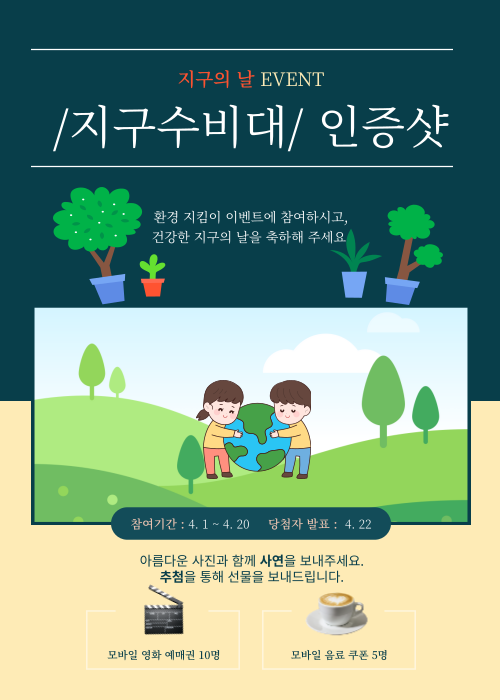 지구의 날 EVENT
/지구수비대/ 인증샷
환경 지킴이 이벤트에 참여하시고,
건강한 지구의 날을 축하해 주세요.
참여기간 : 4. 1 ~ 4. 20 당첨자 발표 : 4. 22
아름다운 사진과 함께 사연을 보내주세요.
추첨을 통해 선물을 보내드립니다.
모바일 영화 예매권 10명
모바일 음료 쿠폰 5명